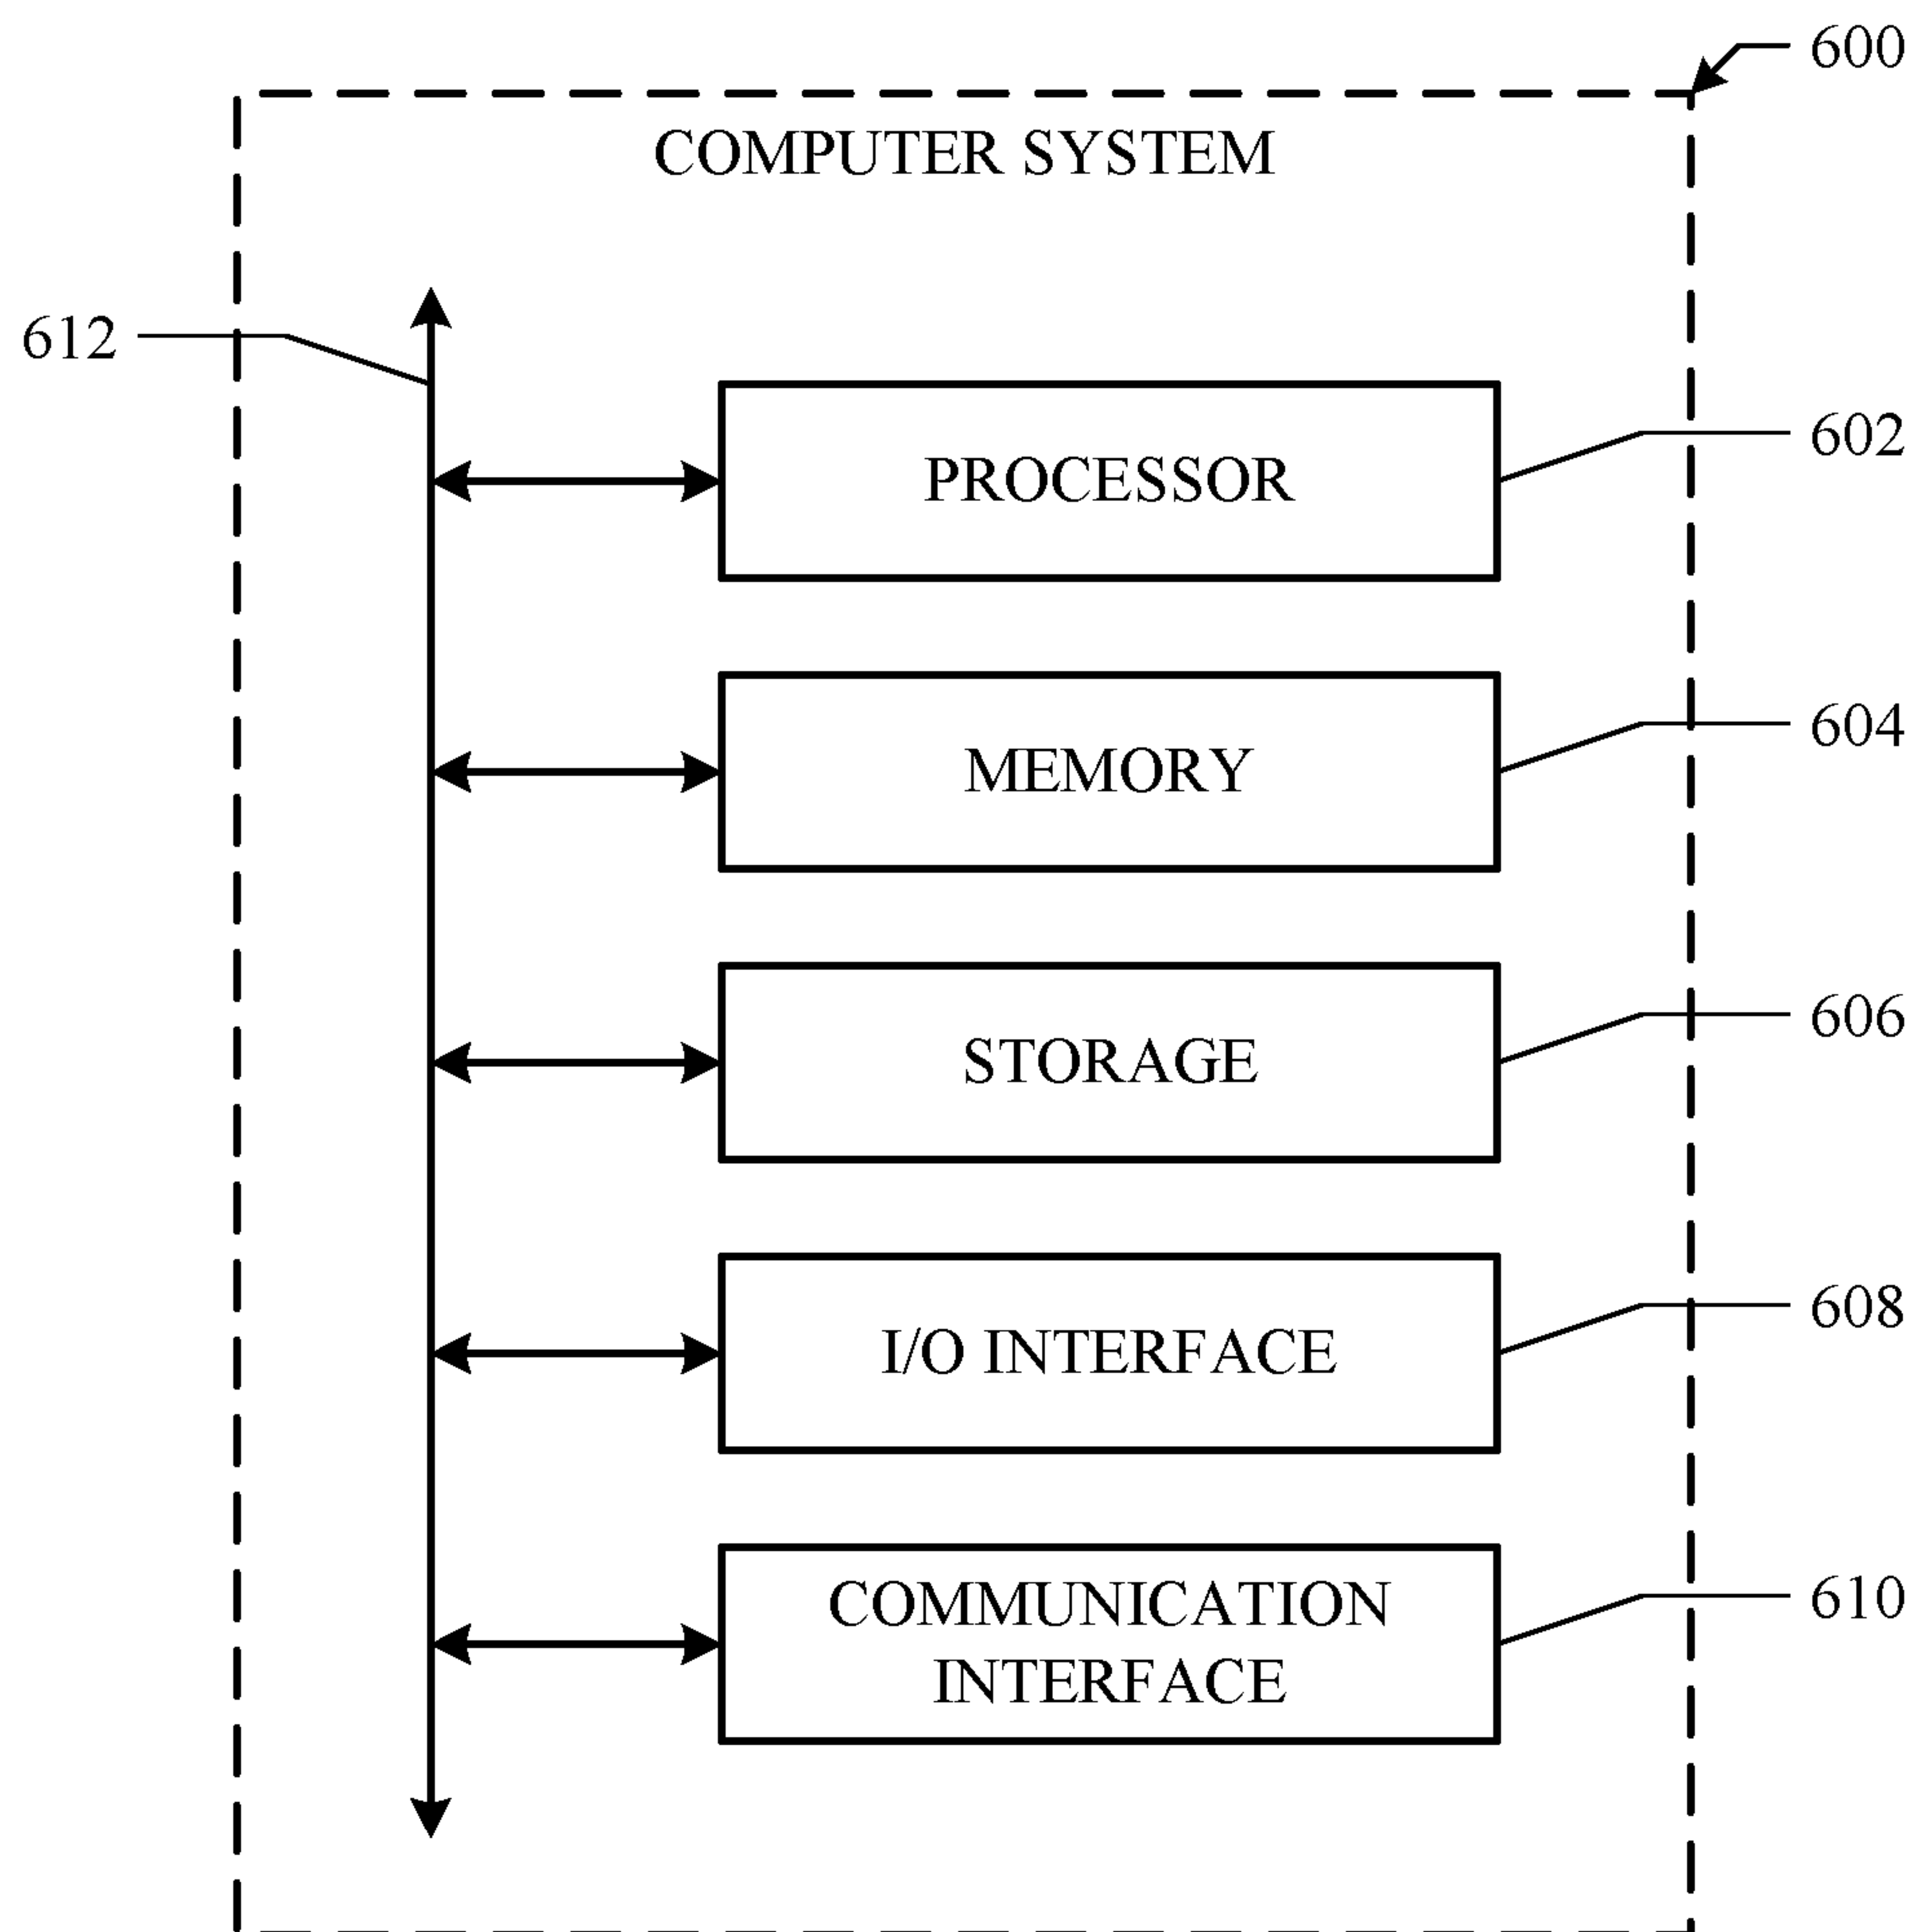 600
COMPUTER SYSTEM
612
602
PROCESSOR
604
MEMORY
606
STORAGE
608
I/O INTERFACE
610
COMMUNICATION
INTERFACE